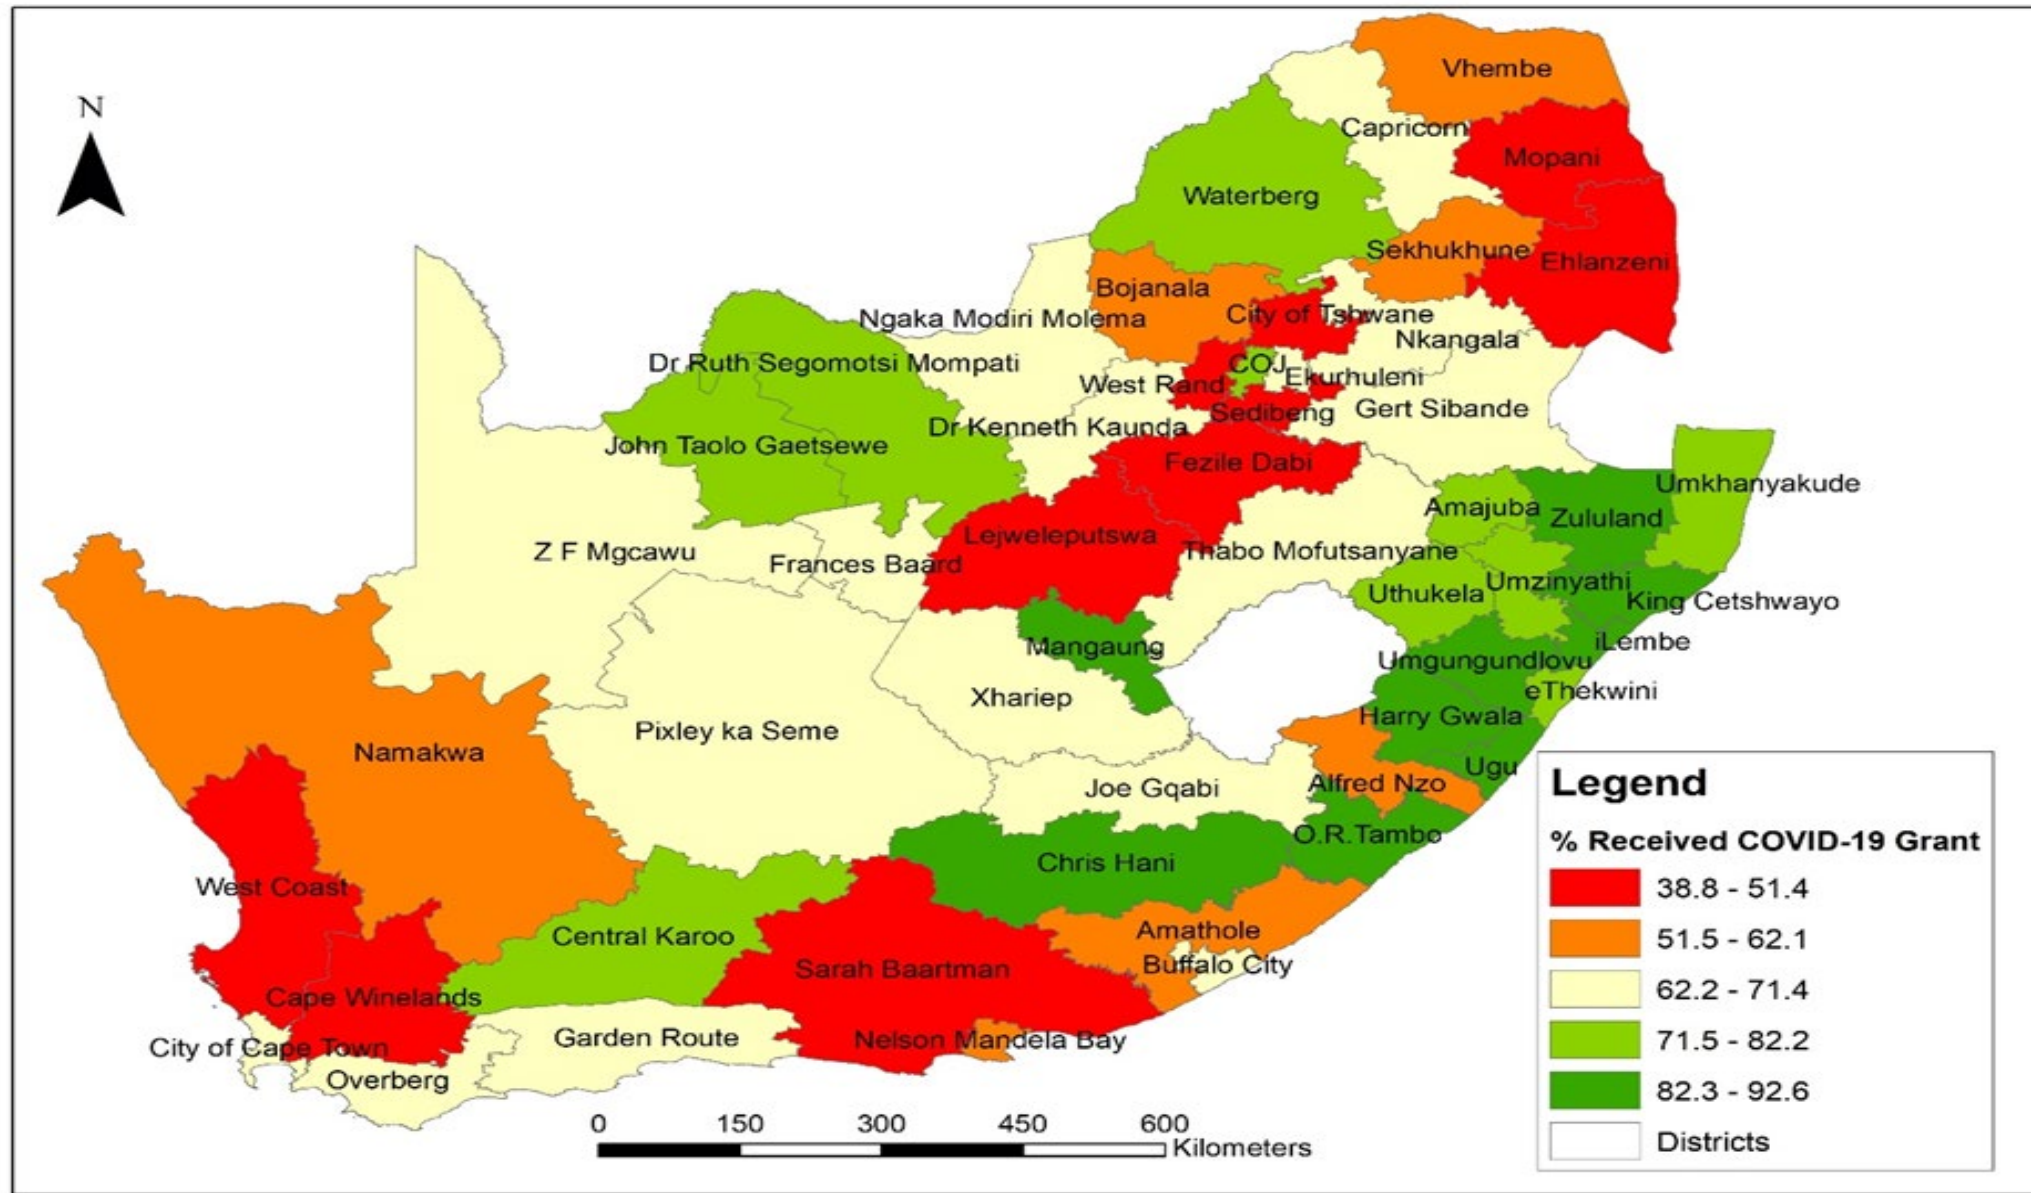 N
Vhembe
Capricorn
Mopani
Waterberg
Sekhukhune
Ehlanzeni
Bojanala
City of Tshwane
Ngaka Modiri Molema
Nkangala
Dr Ruth Segomotsi Mompati
COJ
Ekurhuleni
West Rand
Sedibeng
Gert Sibande
Dr Kenneth Kaunda
John Taolo Gaetsewe
Fezile Dabi
Umkhanyakude
Amajuba
Zululand
Lejweleputswa
Z F Mgcawu
Thabo Mofutsanyane
Frances Baard
Umzinyathi
Uthukela
King Cetshwayo
iLembe
Mangaung
Umgungundlovu
eThekwini
Xhariep
Harry Gwala
Pixley ka Seme
Namakwa
Ugu
Alfred Nzo
Joe Gqabi
O.R.Tambo
Chris Hani
West Coast
Amathole
Central Karoo
Buffalo City
Sarah Baartman
Cape Winelands
Garden Route
Nelson Mandela Bay
City of Cape Town
Overberg
0 150 300 450 600
Kilometers
Legend
% Received COVID-19 Grant
38.8 - 51.4
51.5 - 62.1
62.2 - 71.4
71.5 - 82.2
82.3 - 92.6
Districts